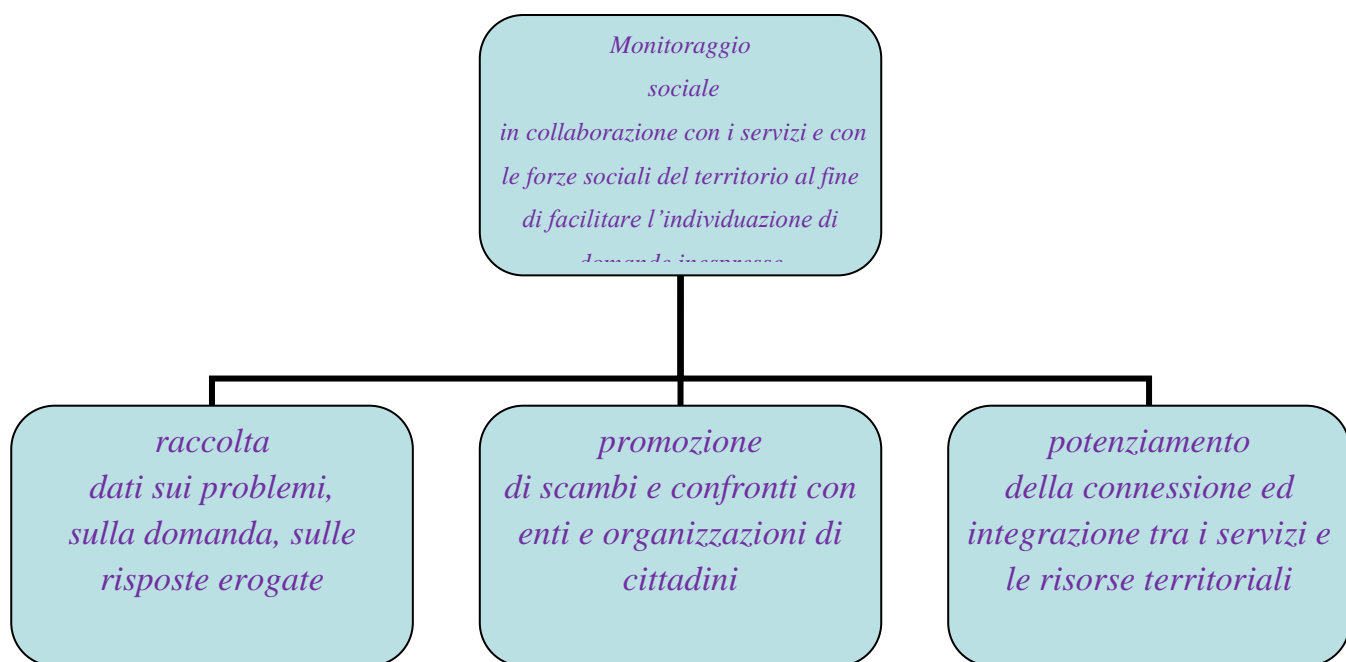 Monitoraggio
sociale
in collaborazione con i servizi e con
le forze sociali del territorio al fine
di facilitare l’individuazione di
domande inespresse
raccolta
dati sui problemi,
sulla domanda, sulle
risposte erogate
promozione
di scambi e confronti con
enti e organizzazioni di
cittadini
potenziamento
della connessione ed
integrazione tra i servizi e
le risorse territoriali